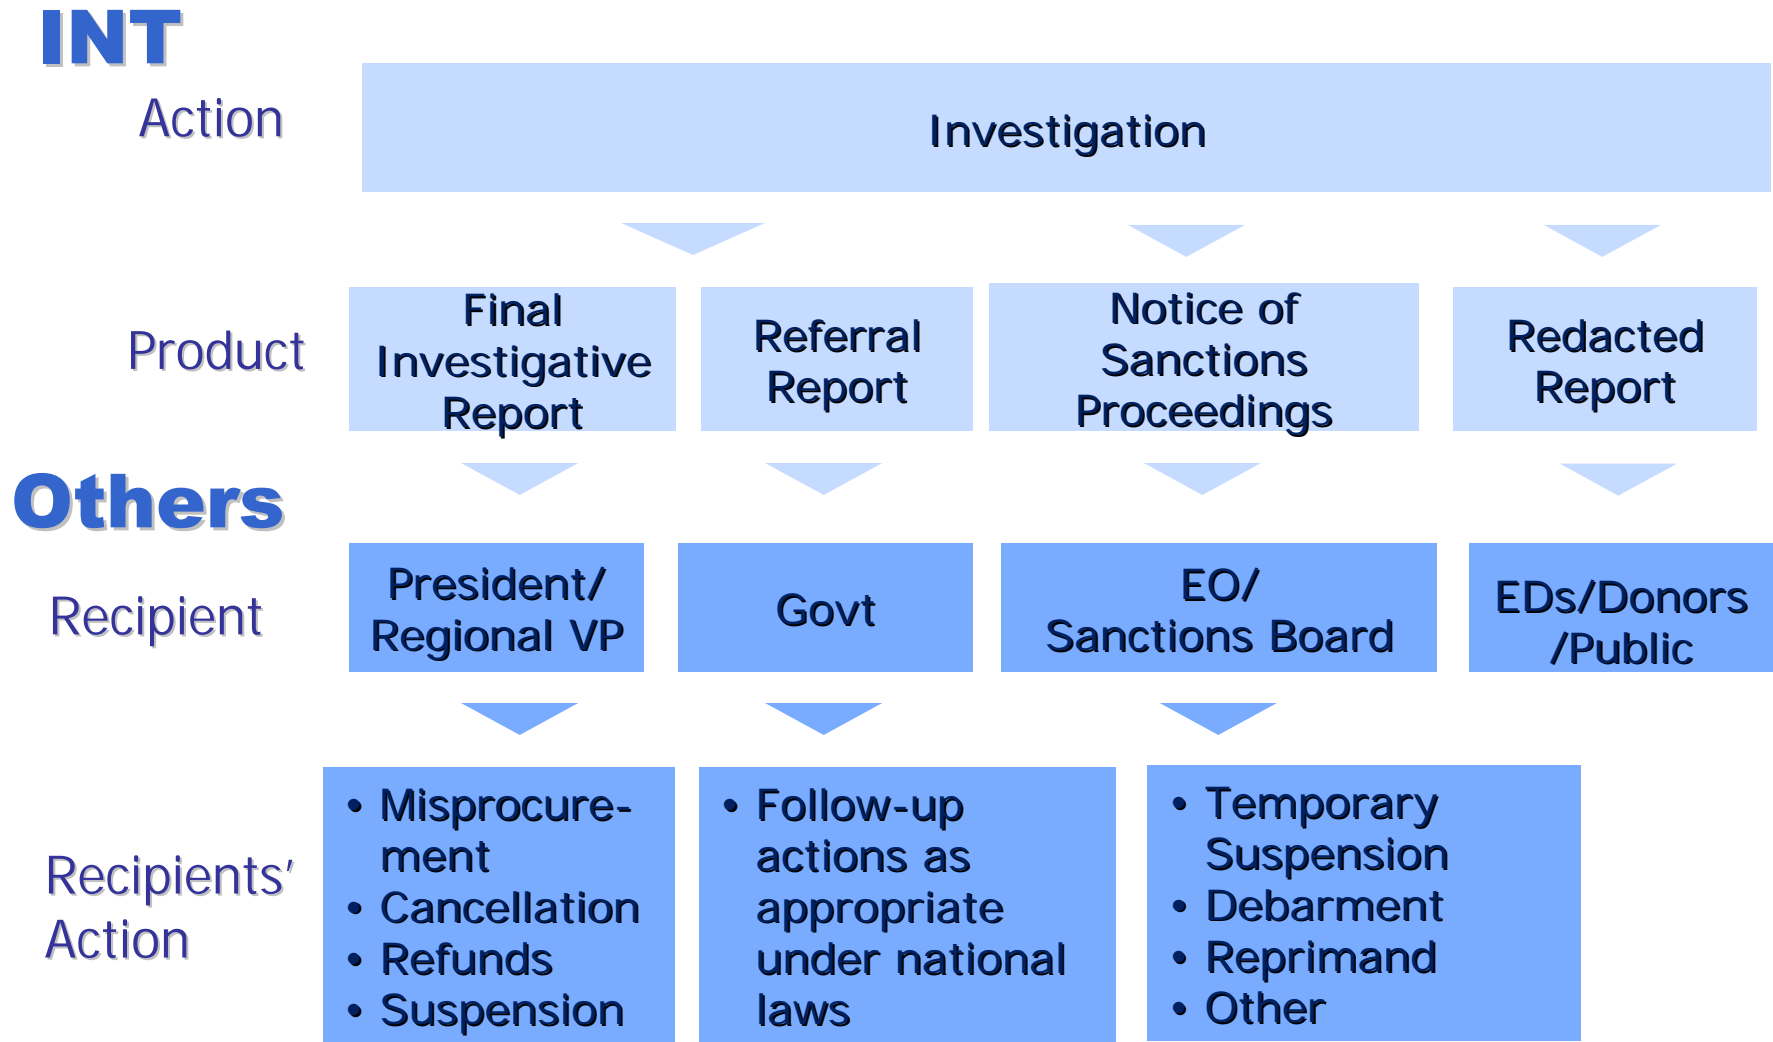 INT
Action
Investigation
Product
Final
Investigative
Report
Referral
Report
Notice of
Sanctions
Proceedings
Redacted
Report
Others
Recipient
President/
Regional VP
Govt
EO/
Sanctions Board
EDs/Donors
/Public
Recipients’
Action
• Misprocure-
ment
• Cancellation
• Refunds
• Suspension
• Follow-up
actions as
appropriate
under national
laws
• Temporary
Suspension
• Debarment
• Reprimand
• Other